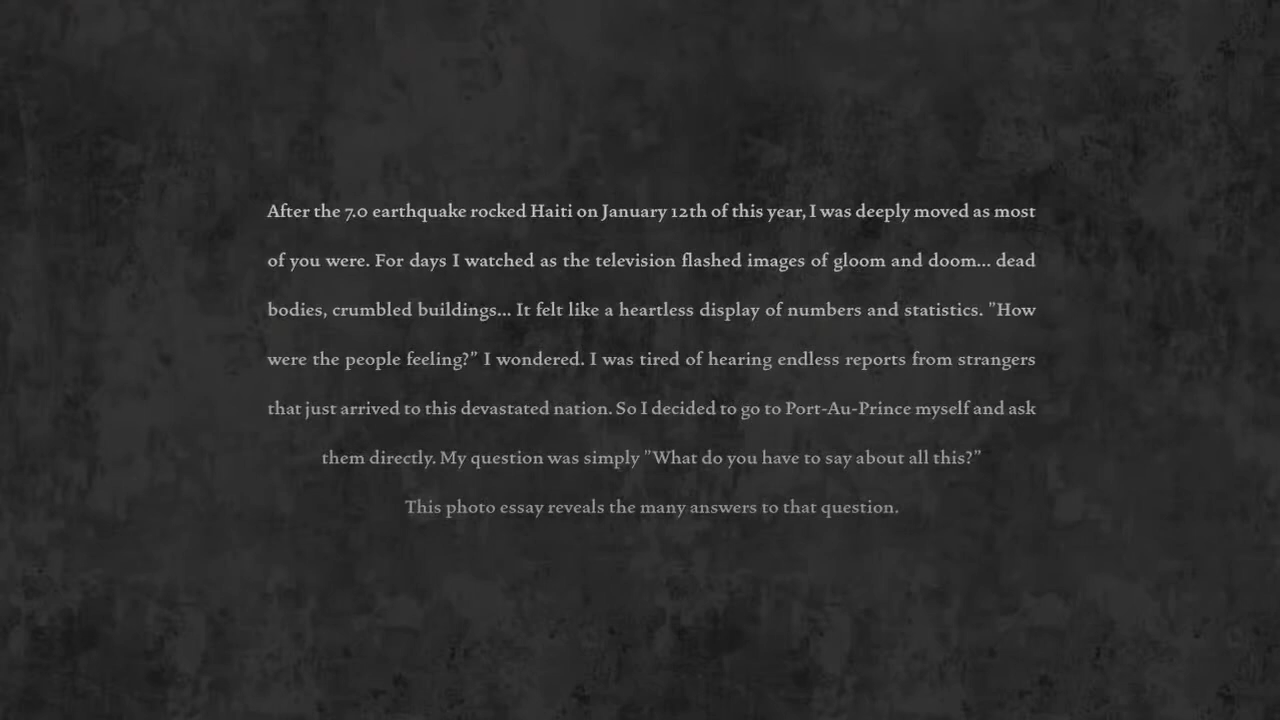 After the 7.0 earthquake rocked Haiti on January 12th of this year, I was deeply moved as most
of you were. For days I watched as the television flashed images of gloom and doom... dead
bodies, crumbled buildings... It felt like a heartless display of numbers and statistics. "How
were the people feeling?" I wondered. I was tired of hearing endless reports from strangers
that just arrived to this devastated nation. So I decided to go to Port-Au-Prince myself and ask
them directly. My question was simply "What do you have to say about all this?"
This photo essay reveals the many answers to that question.